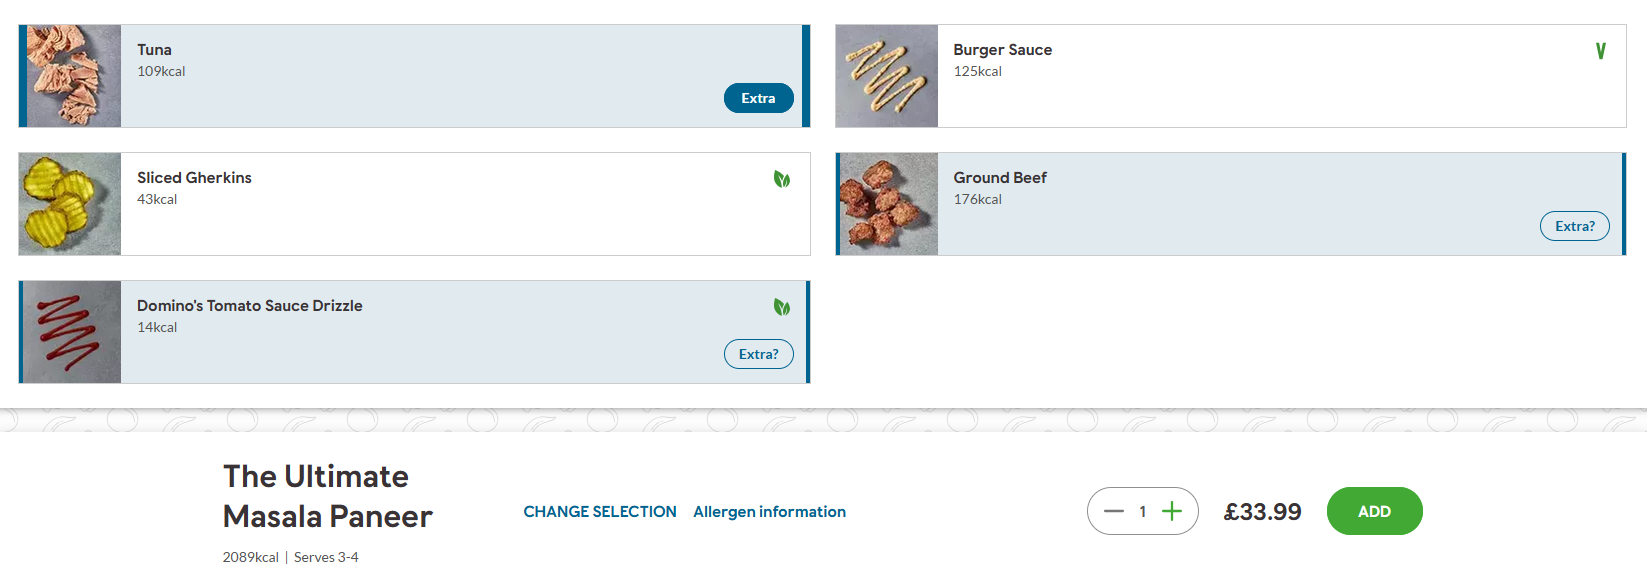 Tuna
109kcal
Extra
Burger Sauce
125kcal
Sliced Gherkins
43kcal
Ground Beef
176kcal
Extra?
Domino's Tomato Sauce Drizzle
14kcal
Extra?
The Ultimate
Masala Paneer
2089kcal | Serves 3-4
CHANGE SELECTION Allergen information
1
£33.99
ADD